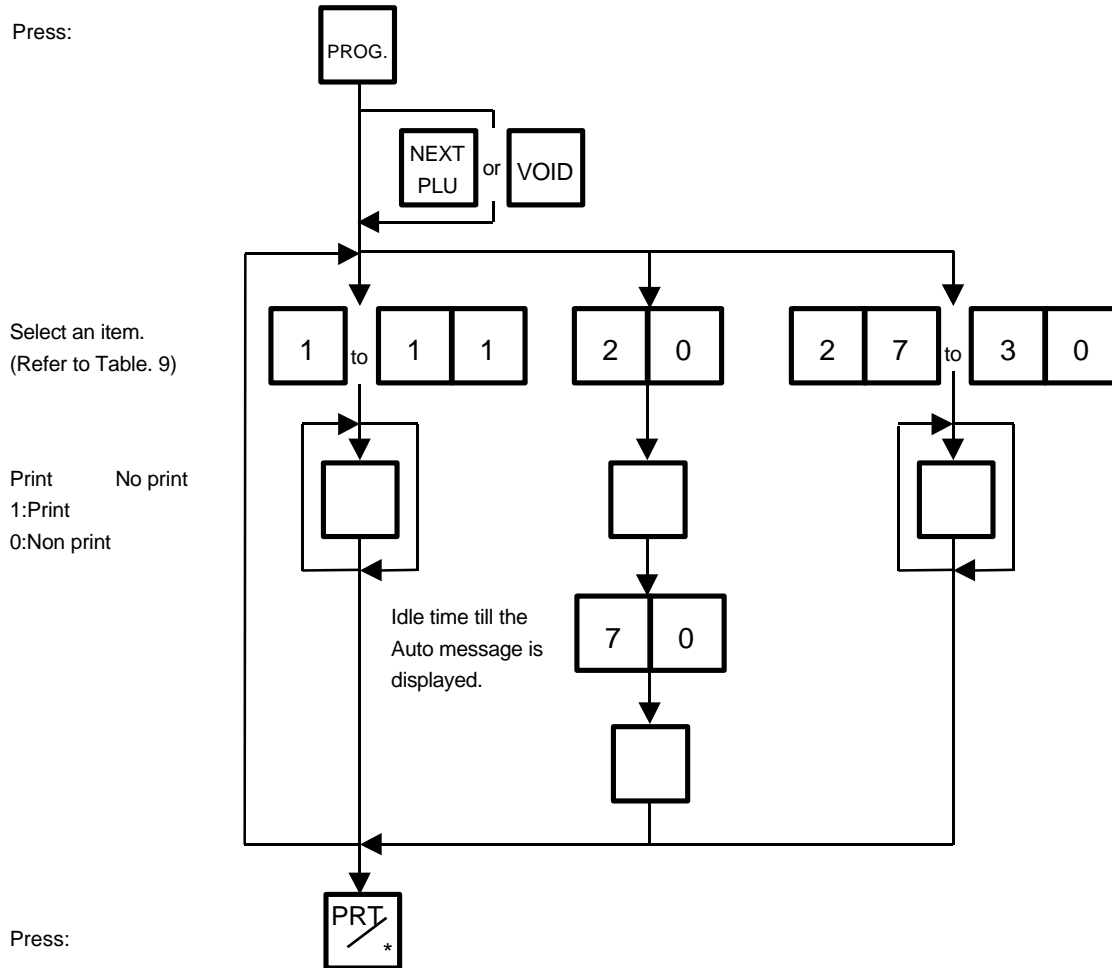 Press:
PROG.
NEXT
PLU
or
VOID
Select an item.
(Refer to Table. 9)
1 to 1 1
2 0
2 7 to 3 0
Print No print
1:Print
0:Non print
Idle time till the
Auto message is
displayed.
7 0
Press:
PRT
*